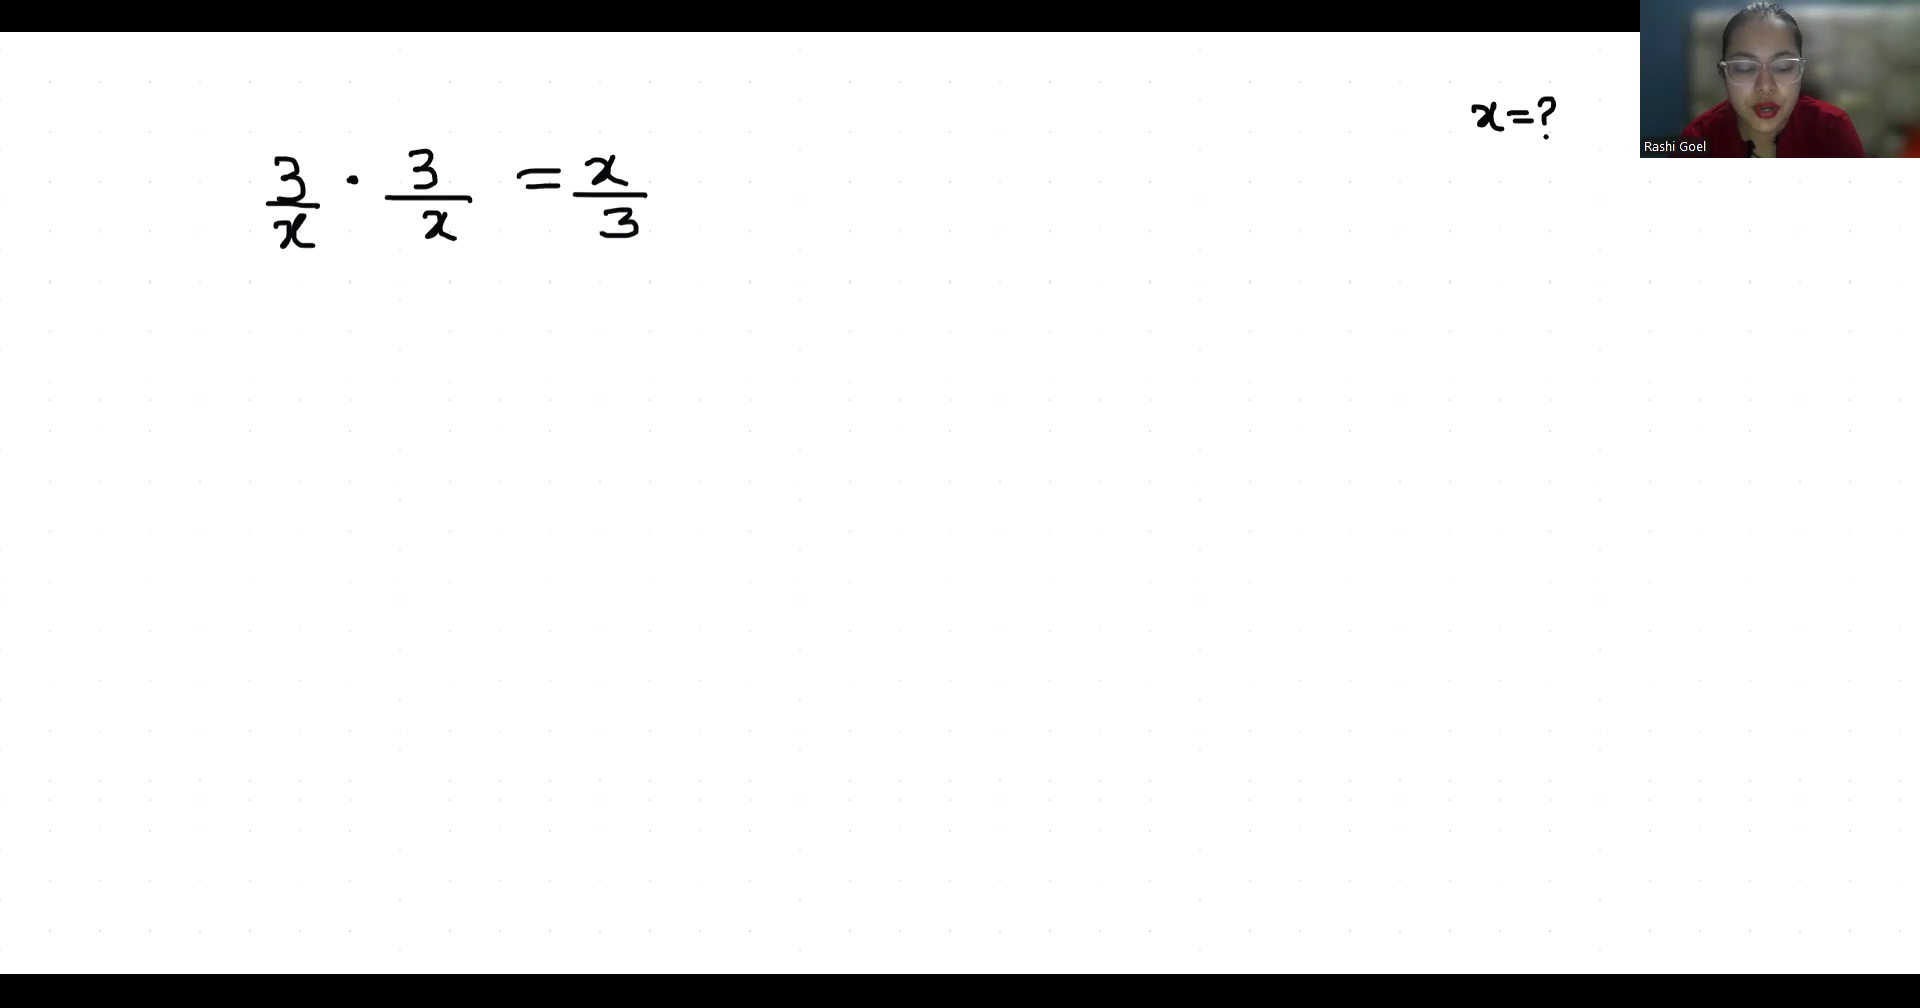 x=?
Rashi Goel
3/x · 3/x = x/3